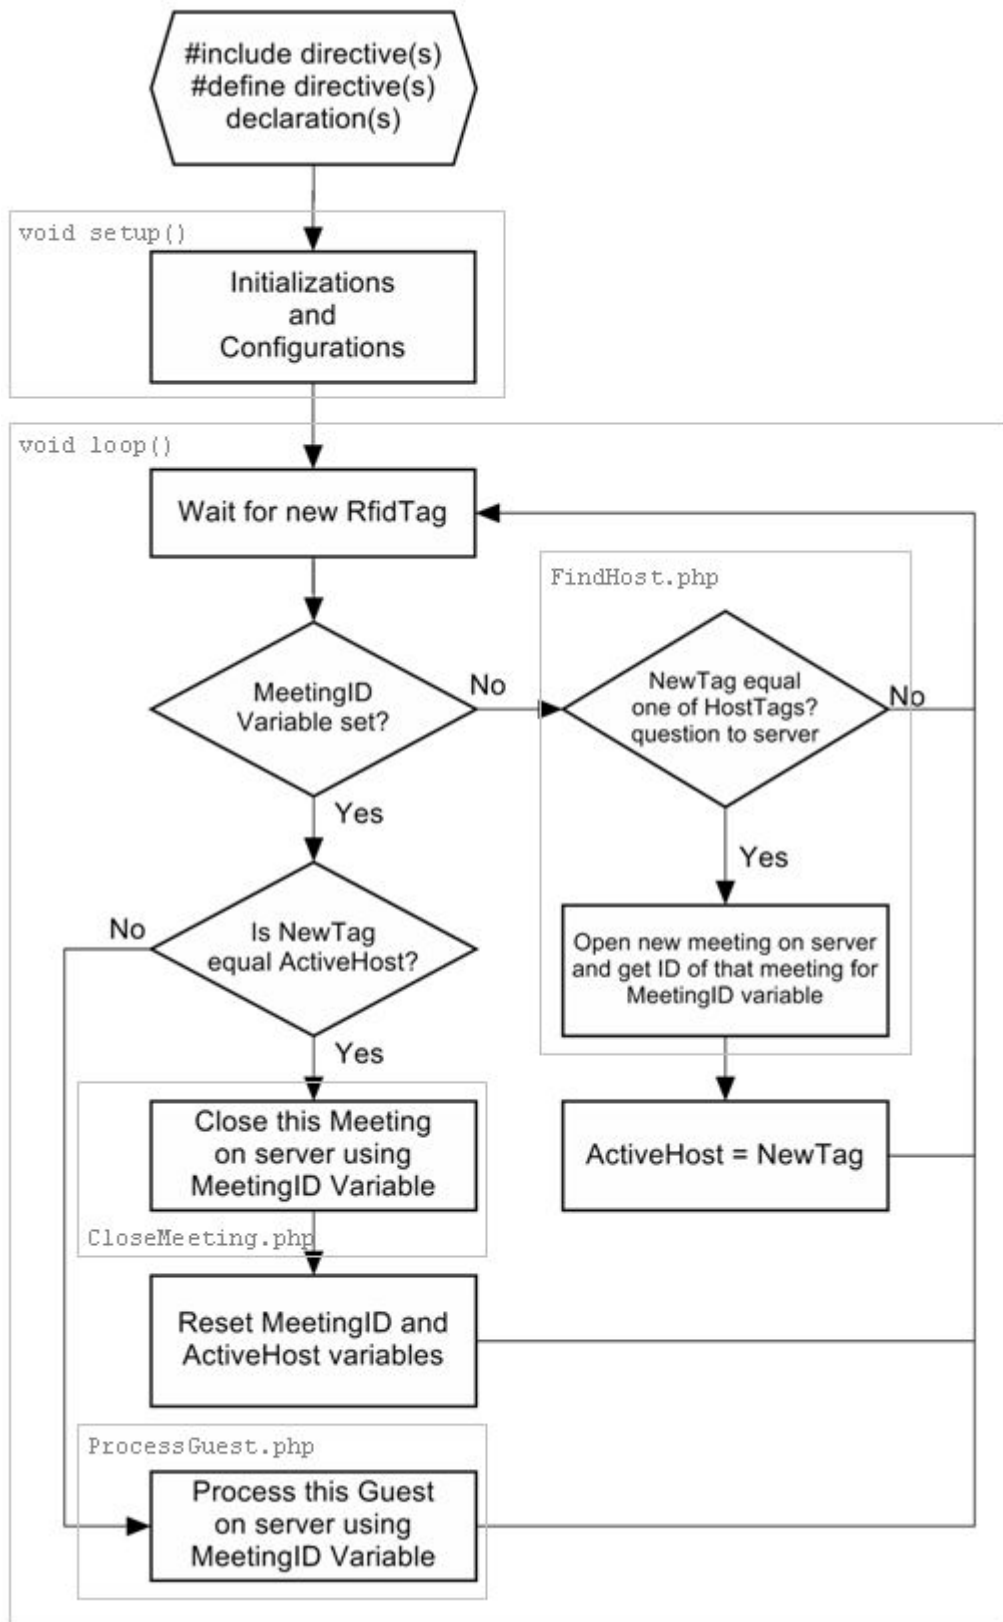 #include directive(s)
#define directive(s)
declaration(s)
void setup()
Initializations
and
Configurations
void loop()
Wait for new RfidTag
FindHost.php
MeetingID
Variable set?
No
NewTag equal
one of HostTags?
question to server
No
Yes
Yes
Open new meeting on server
and get ID of that meeting for
MeetingID variable
Is NewTag
equal ActiveHost?
No
Yes
Close this Meeting
on server using
MeetingID Variable
CloseMeeting.php
ActiveHost = NewTag
Reset MeetingID and
ActiveHost variables
ProcessGuest.php
Process this Guest
on server using
MeetingID Variable